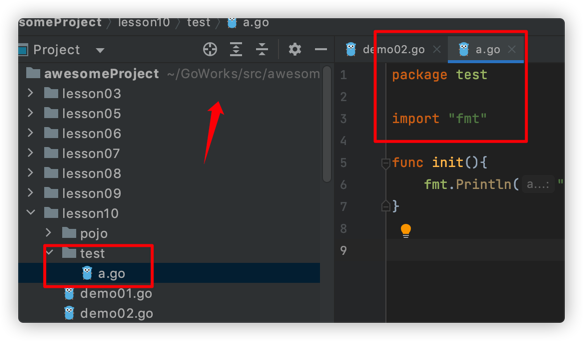 esomeProject lesson10 test a.go
Project
demo02.go
a.go
awesomeProject ~/GoWorks/src/awesom
lesson03
lesson05
lesson06
lesson07
lesson08
lesson09
lesson10
pojo
test
a.go
demo01.go
demo02.go
1 package test
2
3 import "fmt"
4
5 func init(){
6 fmt.Println( a...: "
7 }
8
9